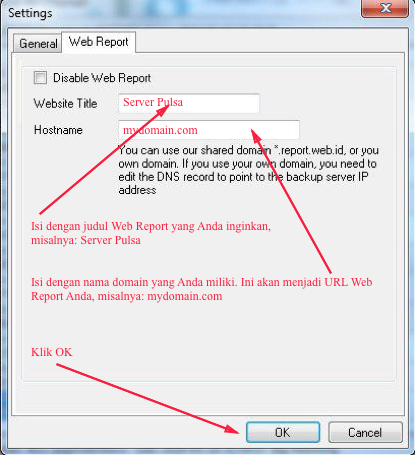 Settings
General
Web Report
Disable Web Report
Website Title
Server Pulsa
Hostname
mydomain.com
You can use our shared domain *.report.web.id, or you
own domain. If you use your own domain, you need to
edit the DNS record to point to the backup server IP
address
Isi dengan judul Web Report yang Anda inginkan,
misalnya: Server Pulsa
Isi dengan nama domain yang Anda miliki. Ini akan menjadi URL Web
Report Anda, misalnya: mydomain.com
Klik OK
OK
Cancel